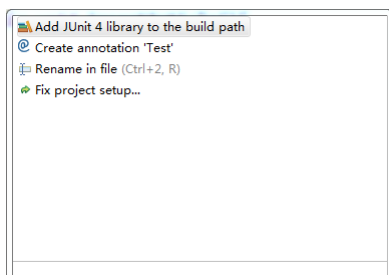 Add JUnit 4 library to the build path
Create annotation 'Test'
Rename in file (Ctrl+2, R)
Fix project setup...